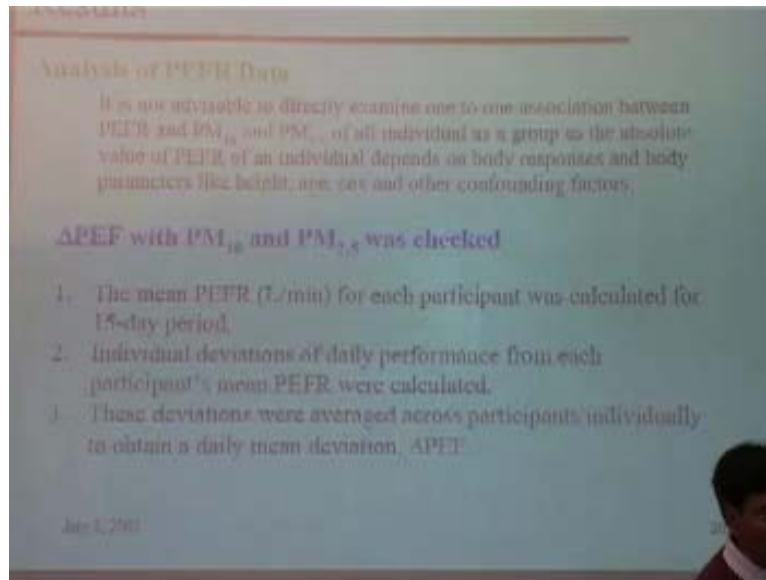 Results
Analysis of PEFR Data
It is not advisable to directly examine one to one association between
PEFR and PM10 and PM2.5 of all individual as a group as the absolute
value of PEFR of an individual depends on body responses and body
parameters like height, age, sex and other confounding factors.
ΔPEF with PM10 and PM2.5 was checked
1. The mean PEFR (L/min) for each participant was calculated for
15-day period.
2. Individual deviations of daily performance from each
participant's mean PEFR were calculated.
3. These deviations were averaged across participants individually
to obtain a daily mean deviation, ΔPEF
July